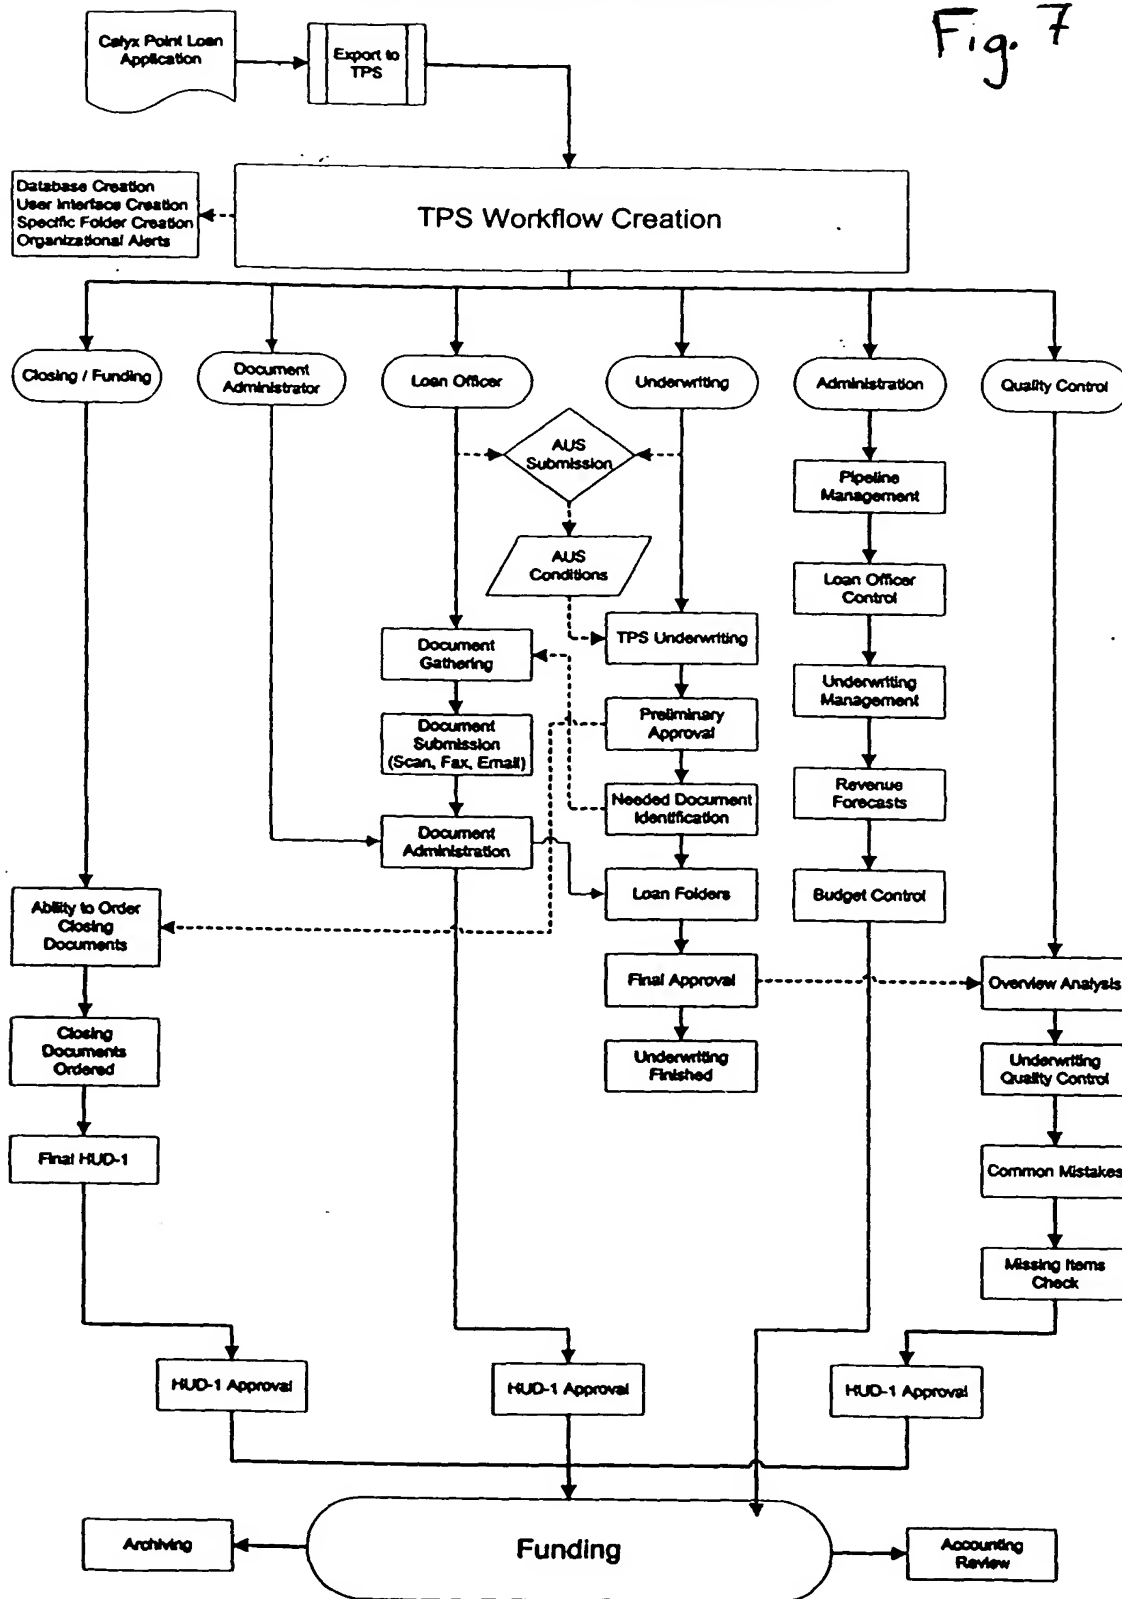 Fig. 7
Calyx Point Loan
Application
Export to
TPS
Database Creation
User Interface Creation
Specific Folder Creation
Organizational Alerts
TPS Workflow Creation
Closing / Funding
Document
Administrator
Loan Officer
Underwriting
Administration
Quality Control
AUS
Submission
Pipeline
Management
AUS
Conditions
Loan Officer
Control
Document
Gathering
TPS Underwriting
Underwriting
Management
Document
Submission
(Scan, Fax, Email)
Preliminary
Approval
Revenue
Forecasts
Needed Document
Identification
Document
Administration
Loan Folders
Budget Control
Ability to Order
Closing
Documents
Final Approval
Overview Analysis
Closing
Documents
Ordered
Underwriting
Finished
Underwriting
Quality Control
Final HUD-1
Common Mistakes
Missing Items
Check
HUD-1 Approval
HUD-1 Approval
HUD-1 Approval
Archiving
Funding
Accounting
Review